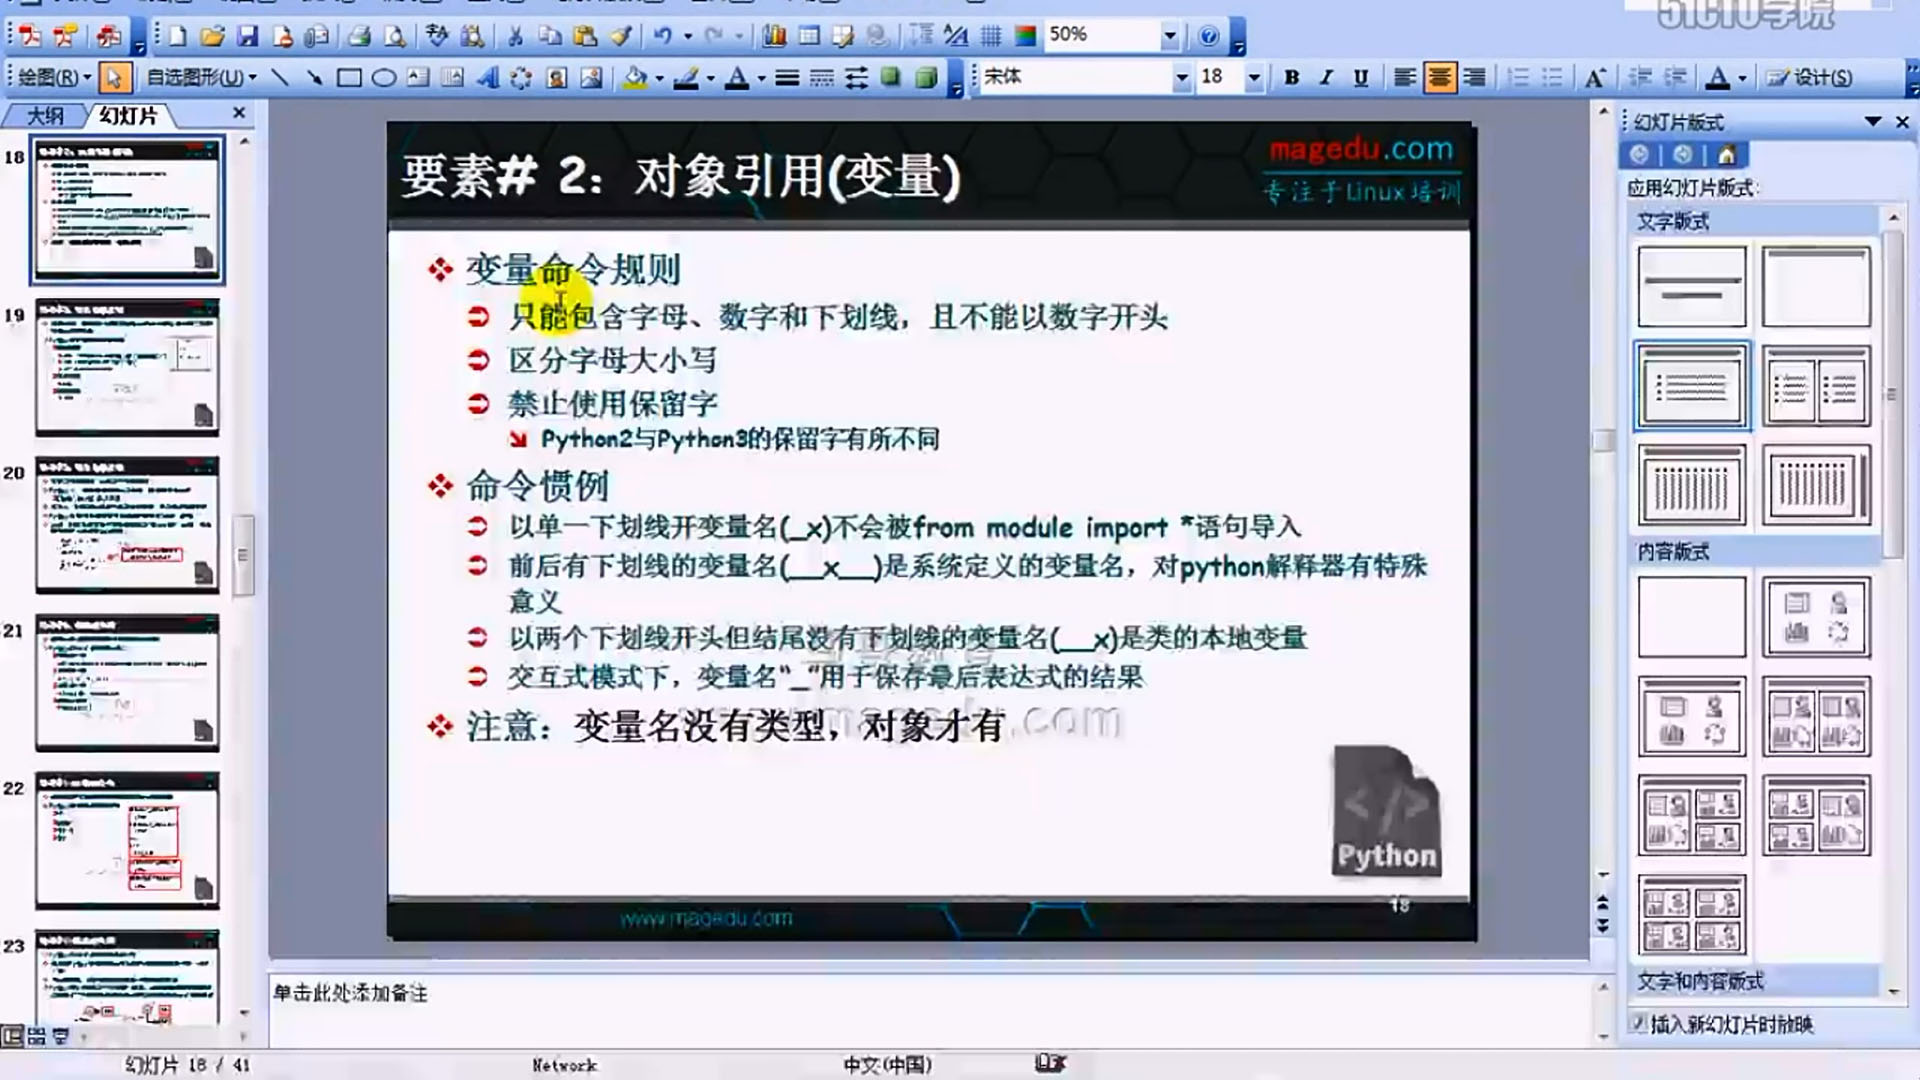 51CTO学院
50%
绘图(R)
自选图形(U)
宋体
18
B I U
设计(S)
大纲
幻灯片
18
19
20
21
22
23
要素# 2：对象引用(变量)
magedu.com
专注于Linux培训
变量命令规则
只能包含字母、数字和下划线，且不能以数字开头
区分字母大小写
禁止使用保留字
Python2与Python3的保留字有所不同
命令惯例
以单一下划线开变量名(_x)不会被from module import *语句导入
前后有下划线的变量名(__x__)是系统定义的变量名，对python解释器有特殊
意义
以两个下划线开头但结尾没有下划线的变量名(__x)是类的本地变量
交互式模式下，变量名"_"用于保存最后表达式的结果
注意：变量名没有类型，对象才有
Python
www.magedu.com
18
幻灯片版式
应用幻灯片版式:
文字版式
内容版式
文字和内容版式
插入新幻灯片时放映
单击此处添加备注
幻灯片 18 / 41
Network
中文(中国)